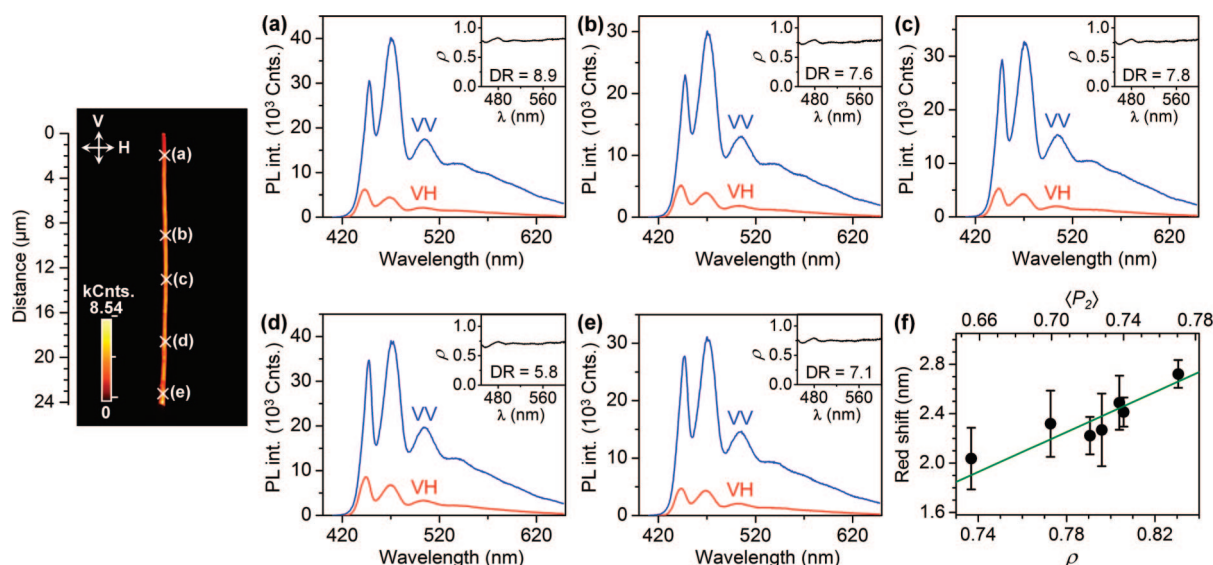 V
H
(a)
(b)
(c)
(d)
(e)
Distance (µm)
0
4
8
12
16
20
24
kCnts.
8.54
0
(a)
PL int. (10³ Cnts.)
40
30
20
10
0
420 520 620
Wavelength (nm)
VV
VH
ρ
1.0
0.5
0.0
DR = 8.9
480 560
λ (nm)
(b)
PL int. (10³ Cnts.)
30
20
10
0
420 520 620
Wavelength (nm)
VV
VH
ρ
1.0
0.5
0.0
DR = 7.6
480 560
λ (nm)
(c)
PL int. (10³ Cnts.)
30
20
10
0
420 520 620
Wavelength (nm)
VV
VH
ρ
1.0
0.5
0.0
DR = 7.8
480 560
λ (nm)
(d)
PL int. (10³ Cnts.)
40
30
20
10
0
420 520 620
Wavelength (nm)
VV
VH
ρ
1.0
0.5
0.0
DR = 5.8
480 560
λ (nm)
(e)
PL int. (10³ Cnts.)
30
20
10
0
420 520 620
Wavelength (nm)
VV
VH
ρ
1.0
0.5
0.0
DR = 7.1
480 560
λ (nm)
(f)
⟨P₂⟩
0.66 0.70 0.74 0.78
Red shift (nm)
2.8
2.4
2.0
1.6
0.74 0.78 0.82
ρ